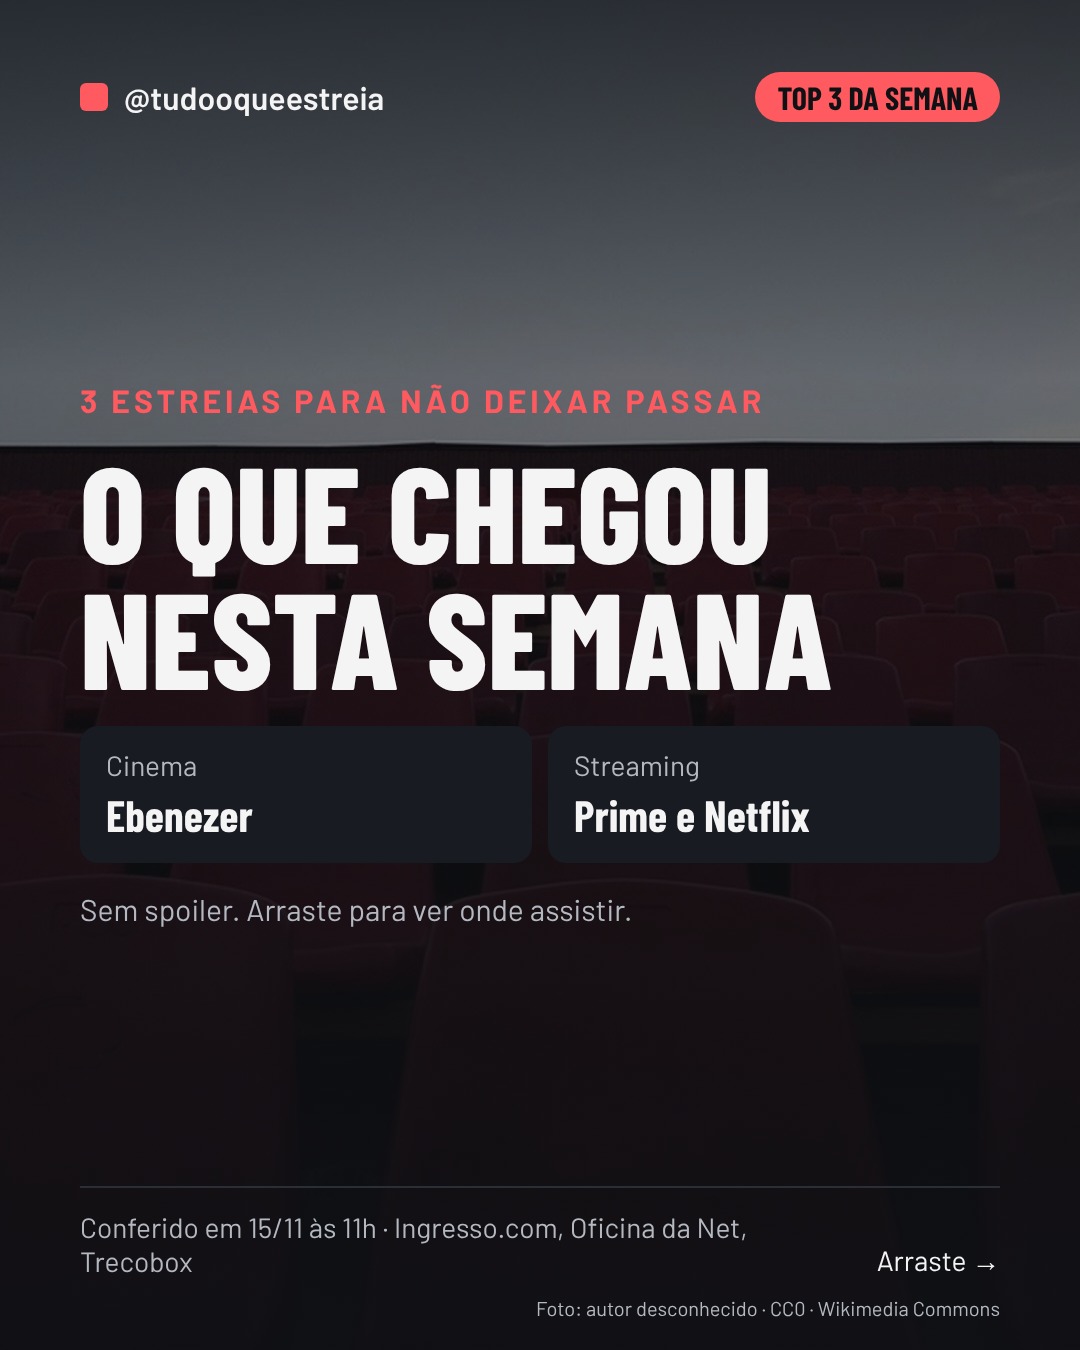 @tudooqueestreia
TOP 3 DA SEMANA
3 ESTREIAS PARA NÃO DEIXAR PASSAR
O QUE CHEGOU
NESTA SEMANA
Cinema
Ebenezer
Streaming
Prime e Netflix
Sem spoiler. Arraste para ver onde assistir.
Conferido em 15/11 às 11h · Ingresso.com, Oficina da Net,
Trecobox
Arraste →
Foto: autor desconhecido · CC0 · Wikimedia Commons